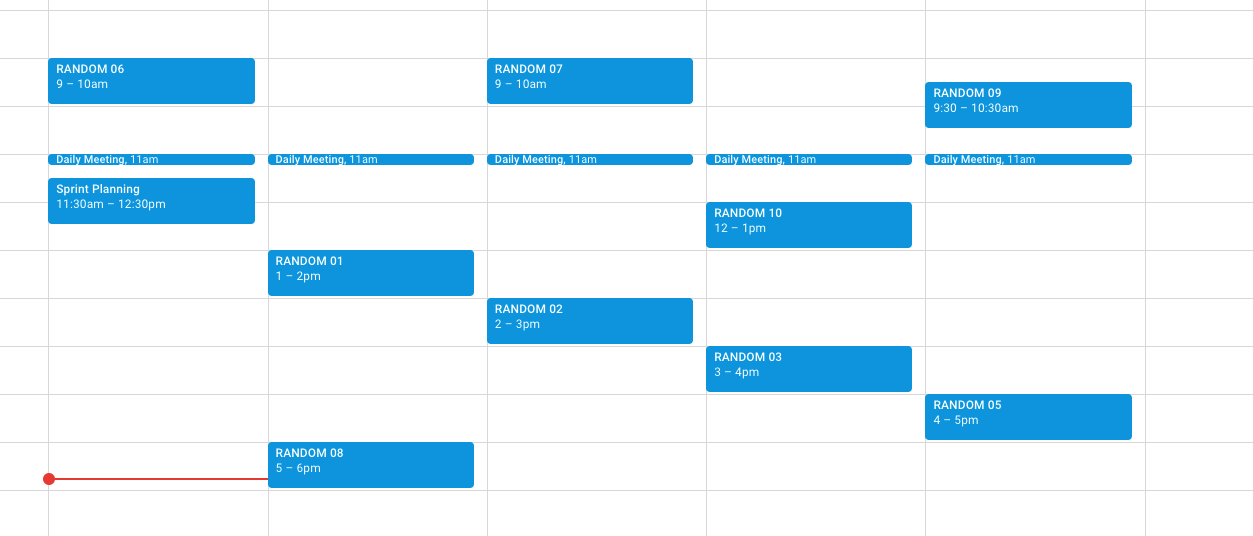 RANDOM 06
9 – 10am
RANDOM 07
9 – 10am
RANDOM 09
9:30 – 10:30am
Daily Meeting, 11am
Daily Meeting, 11am
Daily Meeting, 11am
Daily Meeting, 11am
Daily Meeting, 11am
Sprint Planning
11:30am – 12:30pm
RANDOM 10
12 – 1pm
RANDOM 01
1 – 2pm
RANDOM 02
2 – 3pm
RANDOM 03
3 – 4pm
RANDOM 05
4 – 5pm
RANDOM 08
5 – 6pm